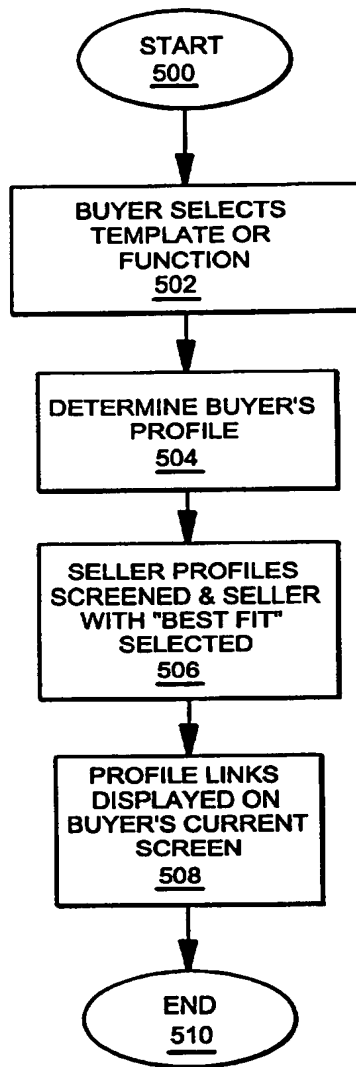 START
500
BUYER SELECTS
TEMPLATE OR
FUNCTION
502
DETERMINE BUYER'S
PROFILE
504
SELLER PROFILES
SCREENED & SELLER
WITH "BEST FIT"
SELECTED
506
PROFILE LINKS
DISPLAYED ON
BUYER'S CURRENT
SCREEN
508
END
510